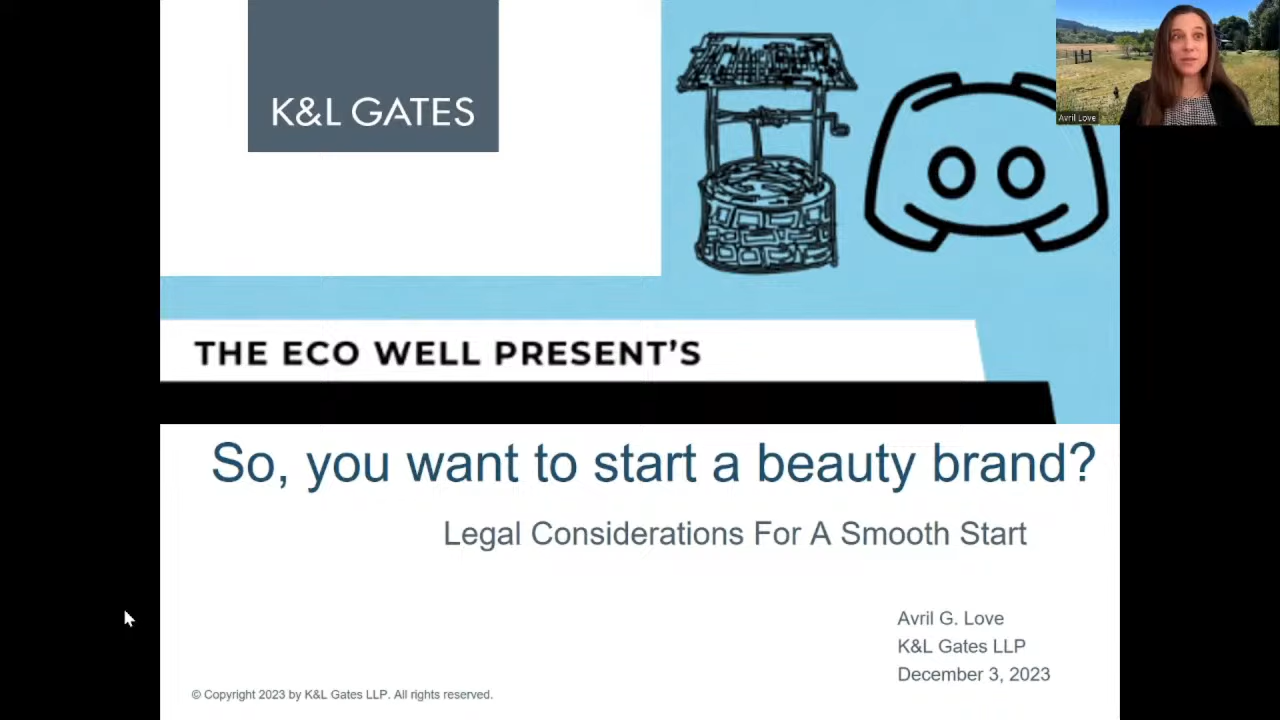 K&L GATES
Avril Love
THE ECO WELL PRESENT'S
So, you want to start a beauty brand?
Legal Considerations For A Smooth Start
Avril G. Love
K&L Gates LLP
December 3, 2023
© Copyright 2023 by K&L Gates LLP. All rights reserved.